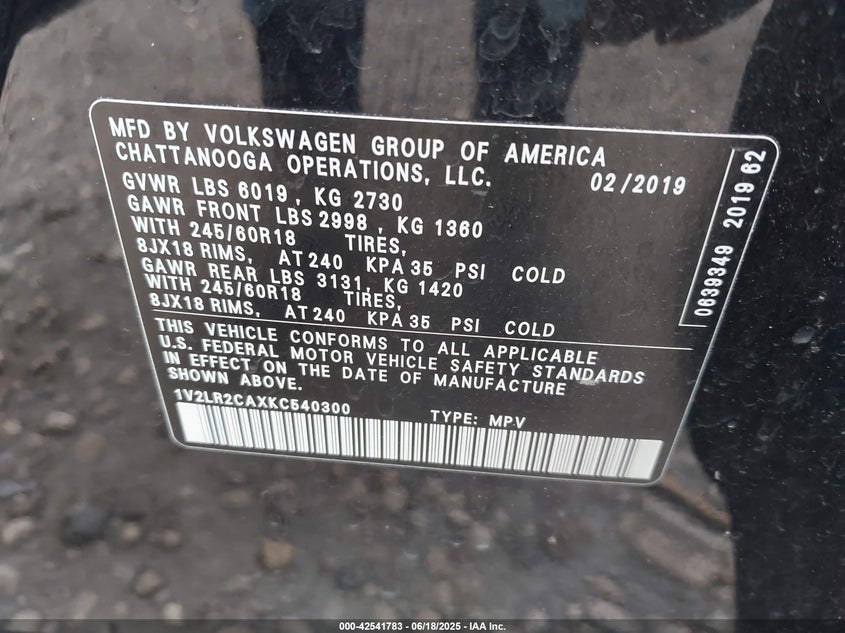 MFD BY VOLKSWAGEN GROUP OF AMERICA
CHATTANOOGA OPERATIONS, LLC.
02/2019
GVWR LBS 6019, KG 2730
GAWR FRONT LBS 2998, KG 1360
WITH 245/60R18 TIRES,
8JX18 RIMS, AT 240 KPA 35 PSI COLD
GAWR REAR LBS 3131, KG 1420
WITH 245/60R18 TIRES,
8JX18 RIMS, AT 240 KPA 35 PSI COLD
THIS VEHICLE CONFORMS TO ALL APPLICABLE
U.S. FEDERAL MOTOR VEHICLE SAFETY STANDARDS
IN EFFECT ON THE DATE OF MANUFACTURE
SHOWN ABOVE.
1V2LR2CAXKC540300 TYPE: MPV
0639349 2019 62
000-42541783 - 06/18/2025 - IAA Inc.